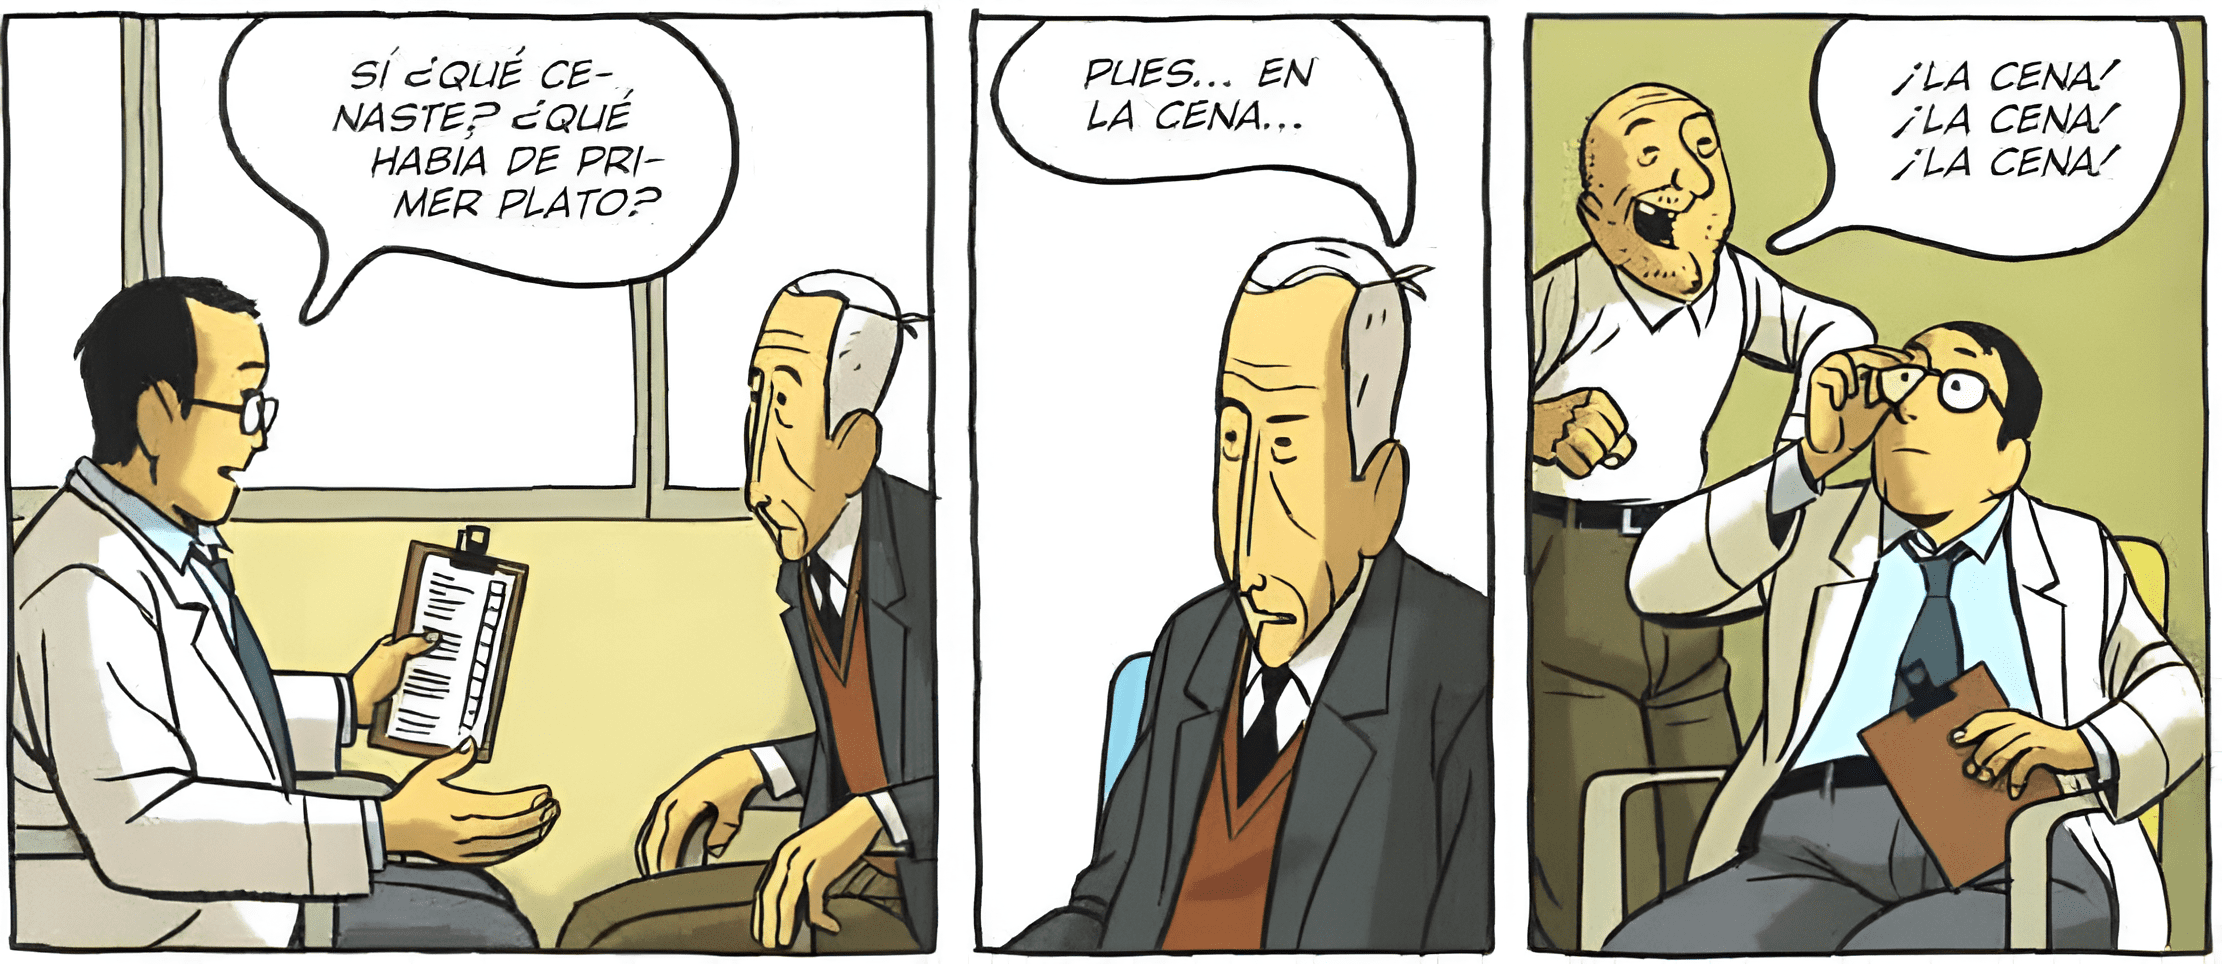 SÍ ¿QUÉ CE-
NASTE? ¿QUÉ
HABÍA DE PRI-
MER PLATO?
PUES... EN
LA CENA...
¡LA CENA!
¡LA CENA!
¡LA CENA!